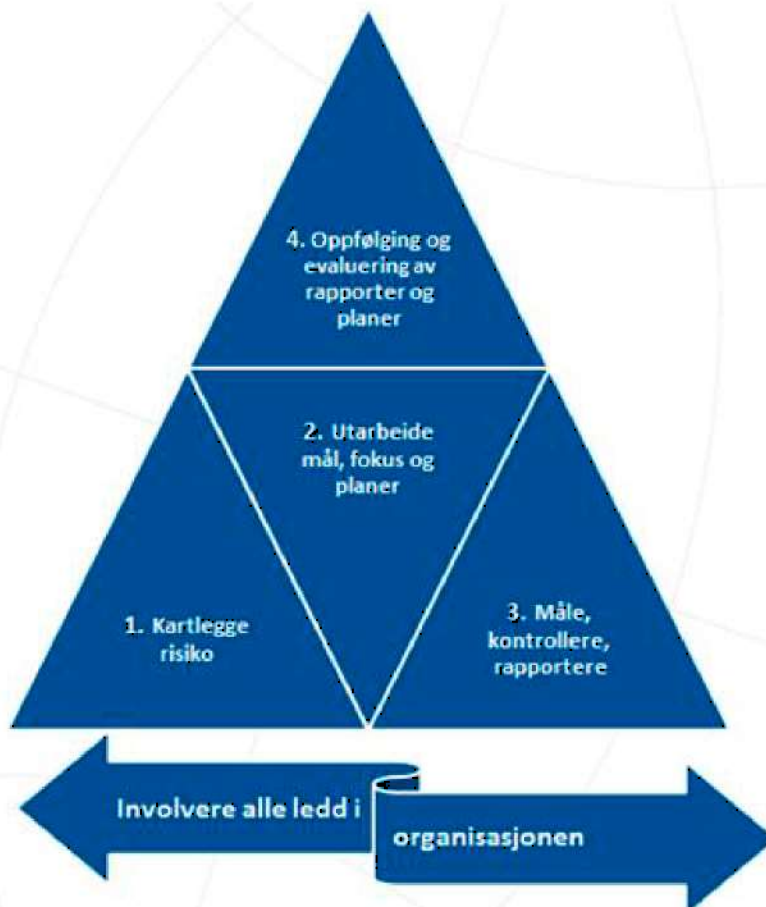 4. Oppfølging og
evaluering av
rapporter og
planer
2. Utarbeide
mål, fokus og
planer
1. Kartlegge
risiko
3. Måle,
kontrollere,
rapportere
Involvere alle ledd i
organisasjonen